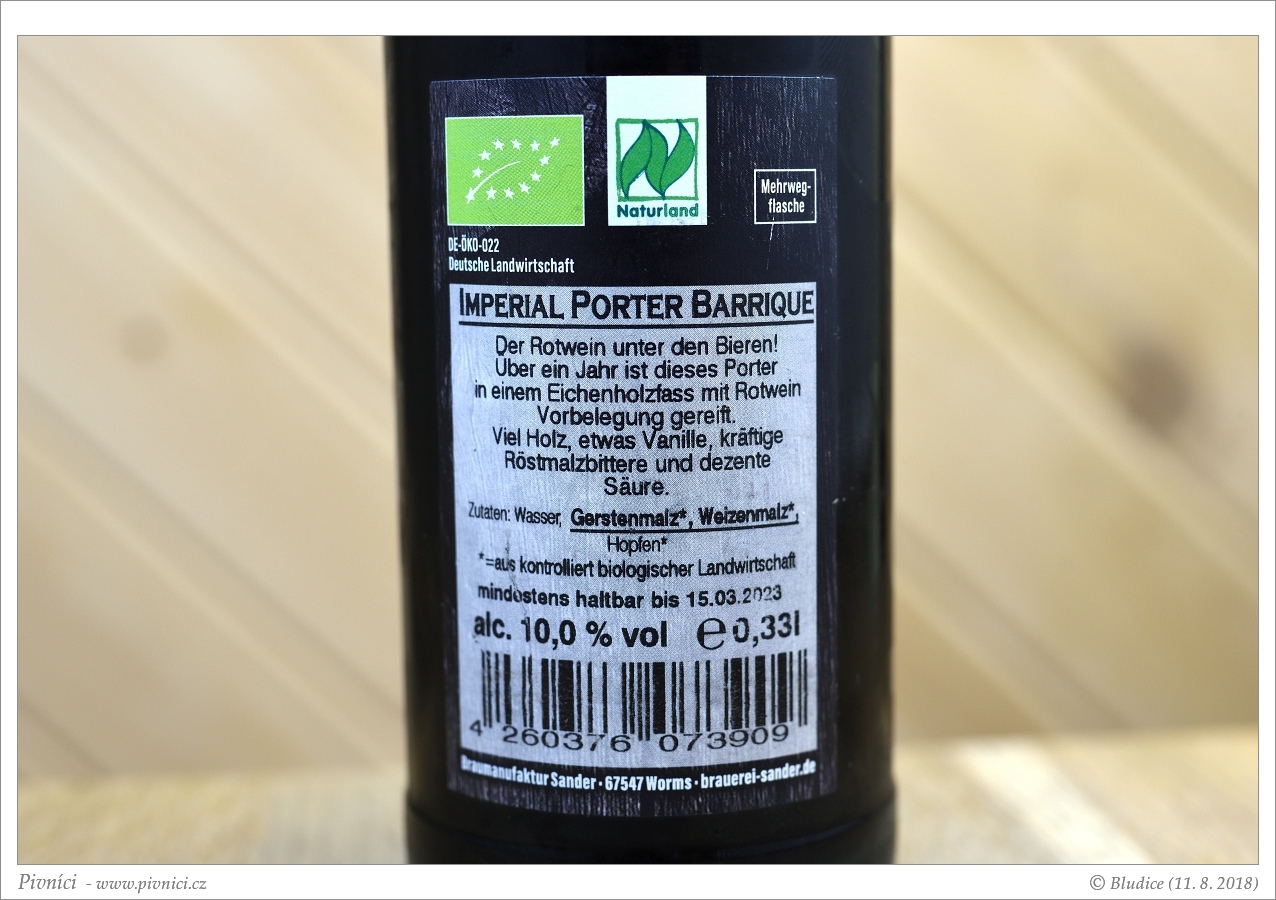 Naturland
Mehrweg-
flasche
DE-ÖKO-022
Deutsche Landwirtschaft
IMPERIAL PORTER BARRIQUE
Der Rotwein unter den Bieren!
Über ein Jahr ist dieses Porter
in einem Eichenholzfass mit Rotwein
Vorbelegung gereift.
Viel Holz, etwas Vanille, kräftige
Röstmalzbittere und dezente
Säure.
Zutaten: Wasser, Gerstenmalz*, Weizenmalz*,
Hopfen*
*=aus kontrolliert biologischer Landwirtschaft
mindestens haltbar bis 15.03.2023
alc. 10,0 % vol ℮ 0,33l
4 260376 073909
Braumanufaktur Sander · 67547 Worms · brauerei-sander.de
Pivníci - www.pivnici.cz
© Bludice (11. 8. 2018)